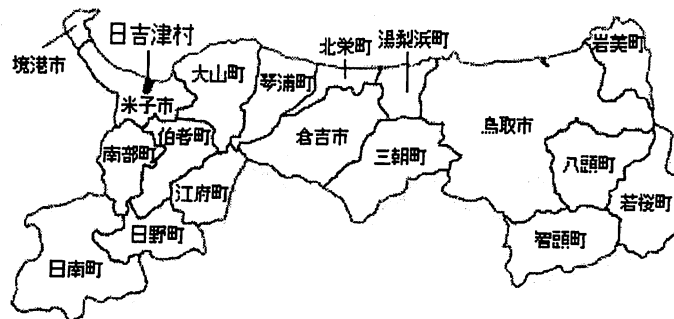 境港市
日吉津村
米子市
大山町
琴浦町
北栄町
湯梨浜町
岩美町
鳥取市
倉吉市
三朝町
八頭町
若桜町
智頭町
南部町
伯耆町
江府町
日野町
日南町